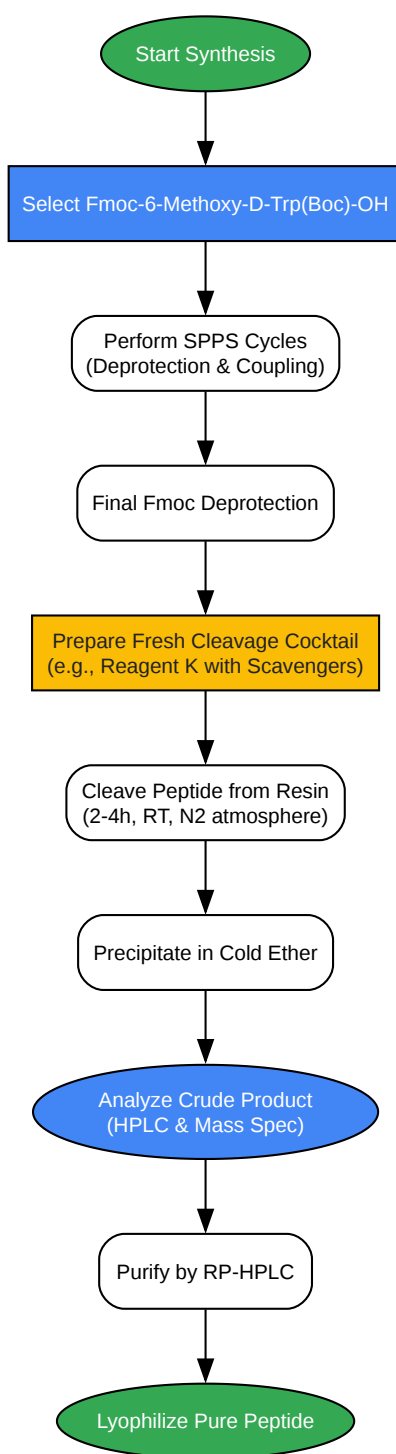 Start Synthesis
Select Fmoc-6-Methoxy-D-Trp(Boc)-OH
Perform SPPS Cycles
(Deprotection & Coupling)
Final Fmoc Deprotection
Prepare Fresh Cleavage Cocktail
(e.g., Reagent K with Scavengers)
Cleave Peptide from Resin
(2-4h, RT, N2 atmosphere)
Precipitate in Cold Ether
Analyze Crude Product
(HPLC & Mass Spec)
Purify by RP-HPLC
Lyophilize Pure Peptide